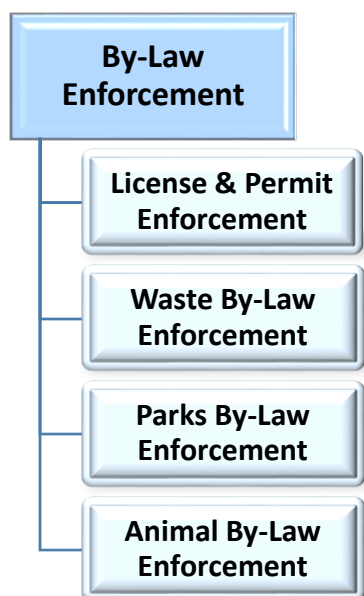 By-Law
Enforcement
License & Permit
Enforcement
Waste By-Law
Enforcement
Parks By-Law
Enforcement
Animal By-Law
Enforcement